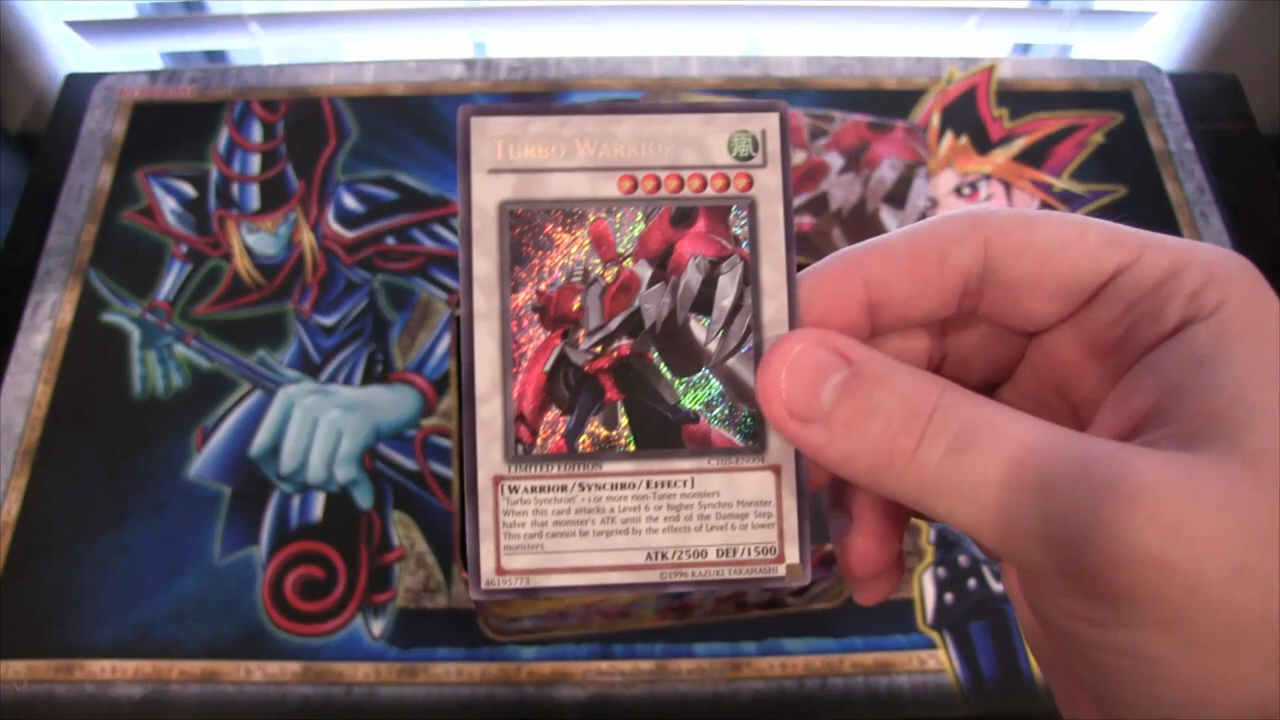 TURBO WARRIOR
風
LIMITED EDITION
CT05-EN004
[WARRIOR/SYNCHRO/EFFECT]
"Turbo Synchron" + 1 or more non-Tuner monsters
When this card attacks a Level 6 or higher Synchro Monster,
halve that monster's ATK until the end of the Damage Step.
This card cannot be targeted by the effects of Level 6 or lower
monsters.
ATK/2500 DEF/1500
46195773
©1996 KAZUKI TAKAHASHI